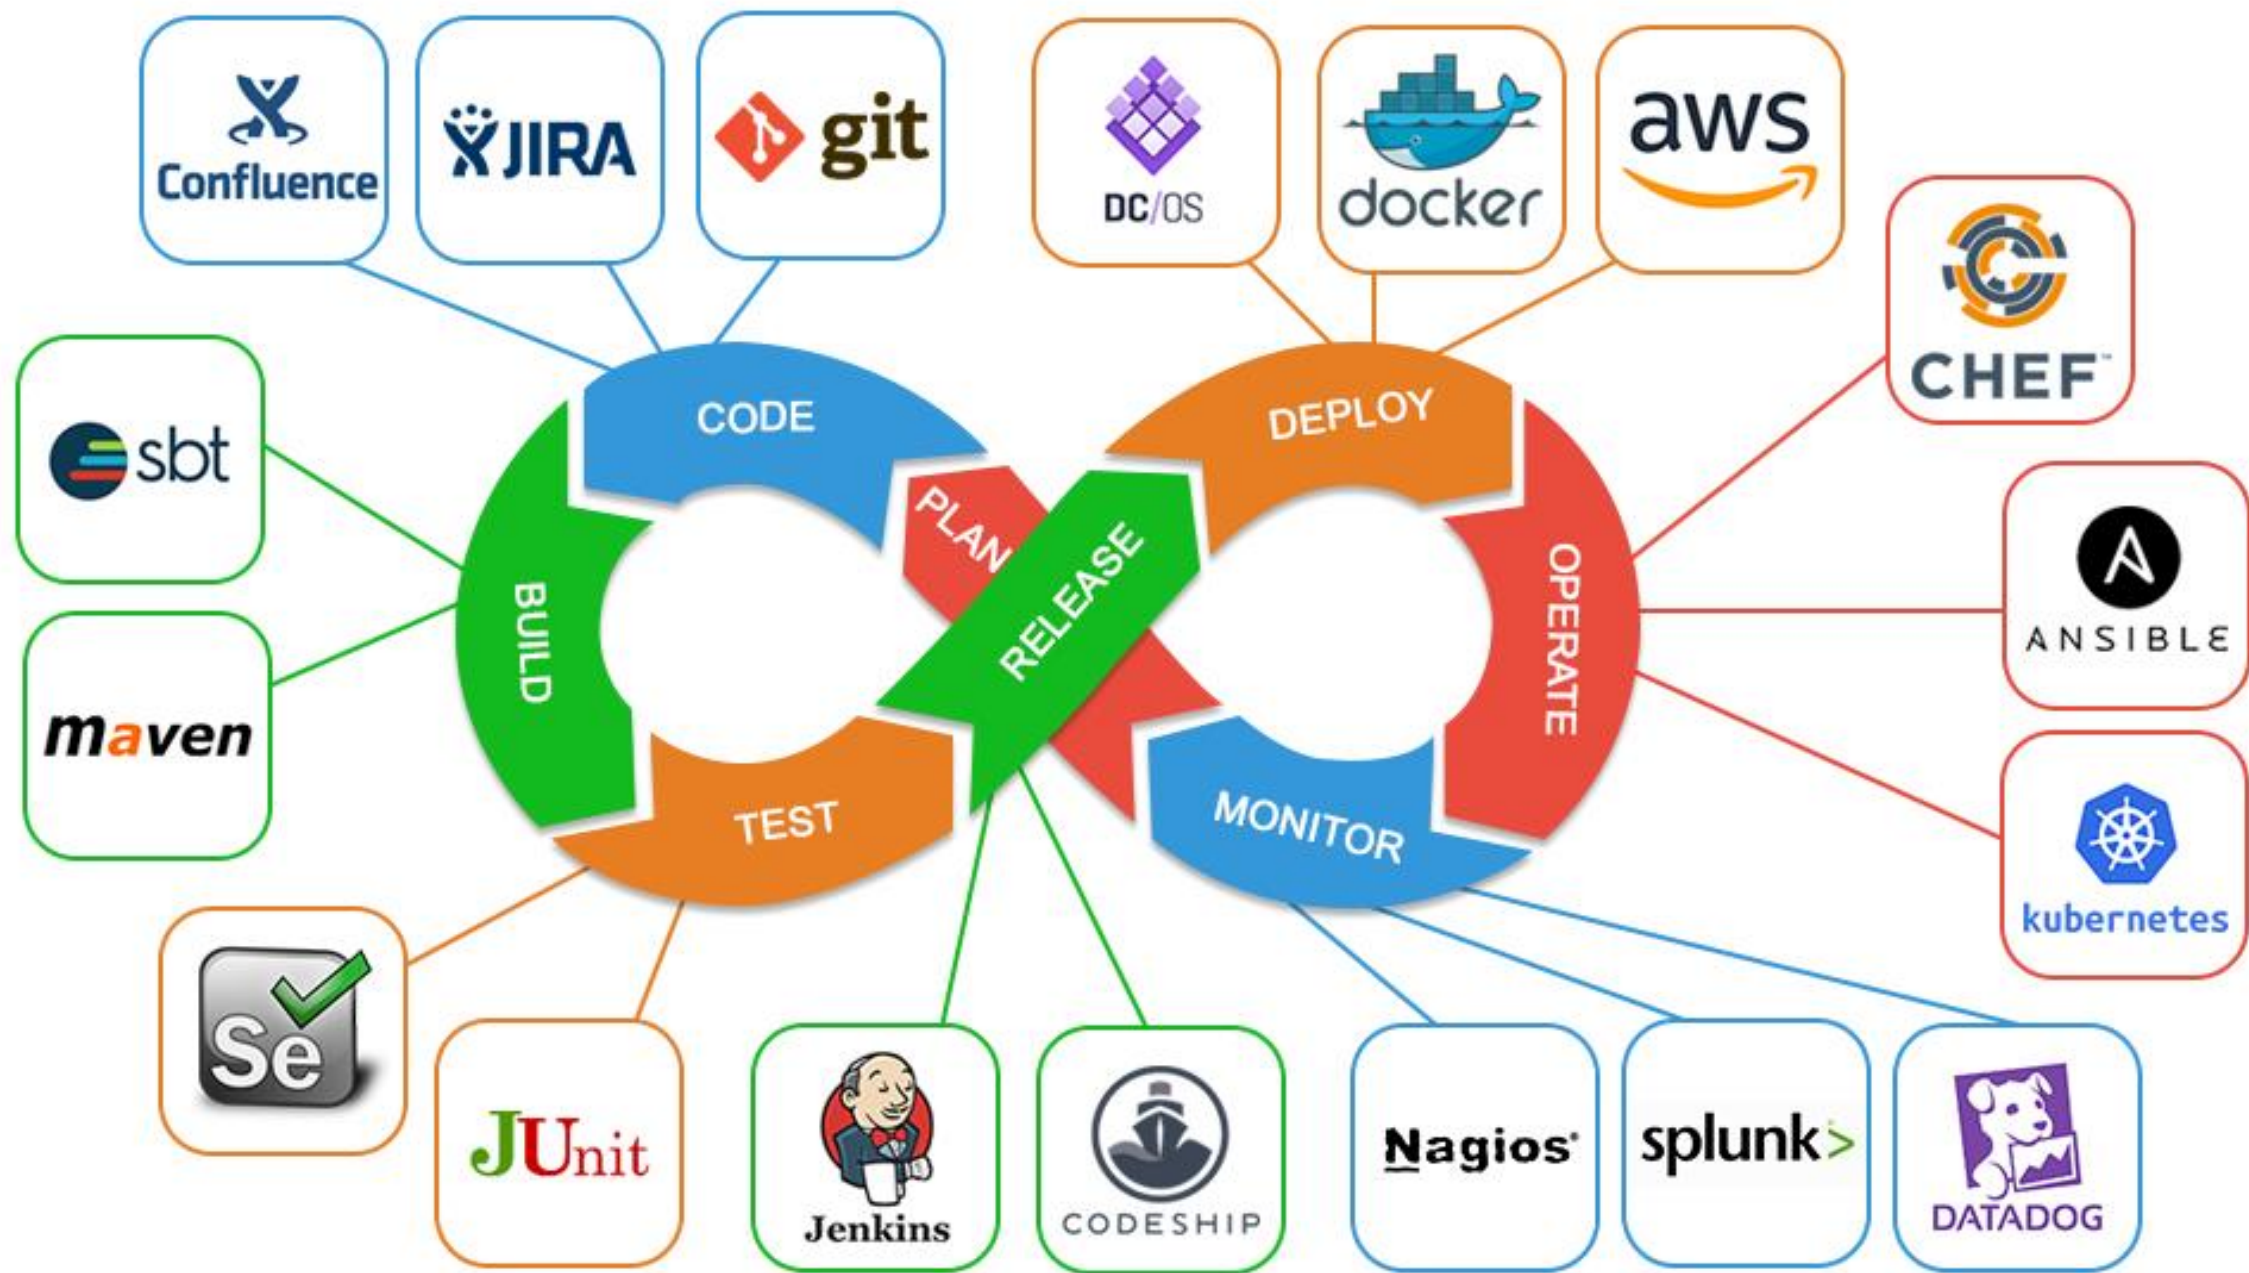 Confluence
JIRA
git
DC/OS
docker
aws
CHEF™
sbt
CODE
DEPLOY
PLAN
RELEASE
OPERATE
ANSIBLE
BUILD
maven
TEST
MONITOR
kubernetes
Se
JUnit
Jenkins
CODESHIP
Nagios®
splunk>
DATADOG